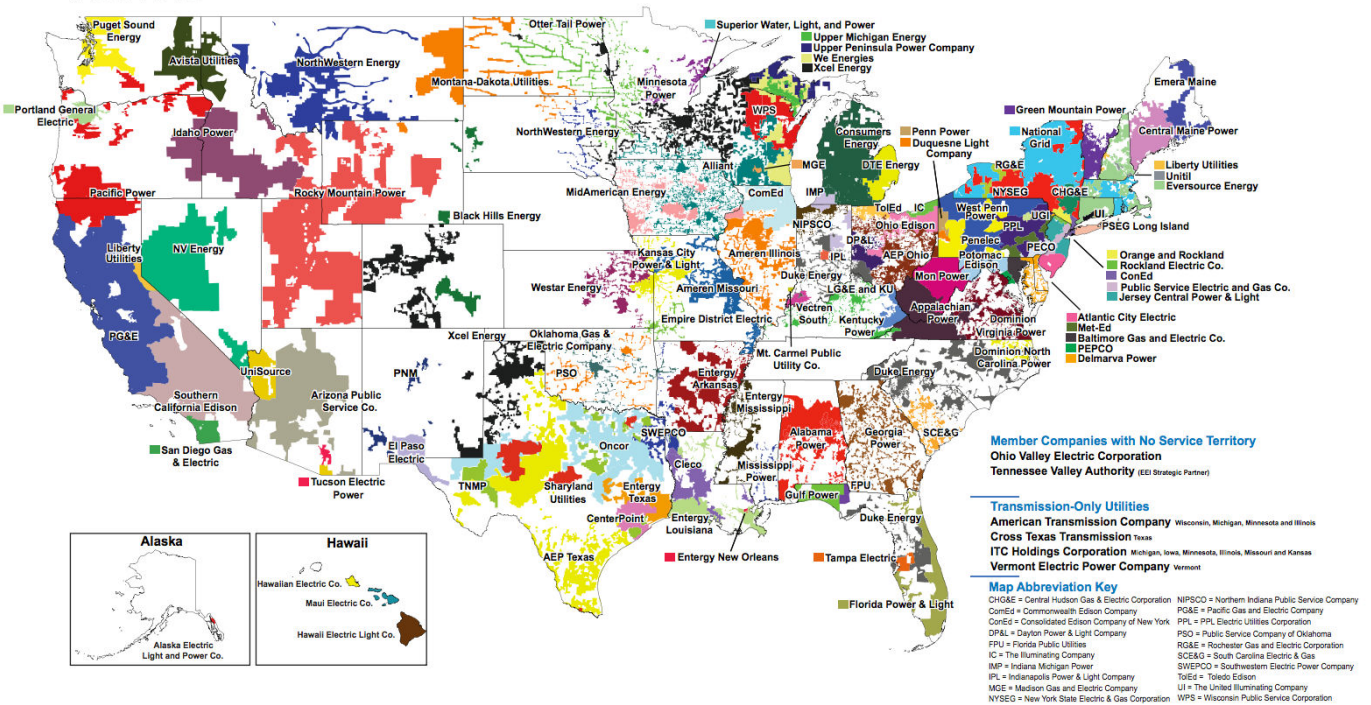 Puget Sound
Energy
Avista Utilities
NorthWestern Energy
Otter Tail Power
Montana-Dakota Utilities
Minnesota
Power
Superior Water, Light, and Power
Upper Michigan Energy
Upper Peninsula Power Company
We Energies
Xcel Energy
Emera Maine
Portland General
Electric
Idaho Power
NorthWestern Energy
WPS
Consumers
Energy
DTE Energy
Penn Power
Duquesne Light
Company
Green Mountain Power
National
Grid
Central Maine Power
Pacific Power
Rocky Mountain Power
MidAmerican Energy
Alliant
MGE
ComEd
IMP
RG&E
NYSEG
CHG&E
Liberty Utilities
Unitil
Eversource Energy
Black Hills Energy
NIPSCO
TolEd
IC
Ohio Edison
West Penn
Power
PPL
UGI
UI
PSEG Long Island
Liberty
Utilities
NV Energy
Kansas City
Power & Light
Ameren Illinois
DP&L
IPL
AEP Ohio
Penelec
Potomac
Edison
PECO
Orange and Rockland
Rockland Electric Co.
ConEd
Public Service Electric and Gas Co.
Jersey Central Power & Light
Westar Energy
Ameren Missouri
Duke Energy
LG&E and KU
Mon Power
Appalachian
Power
Dominion
Virginia Power
Atlantic City Electric
Met-Ed
Baltimore Gas and Electric Co.
PEPCO
Delmarva Power
PG&E
Xcel Energy
Oklahoma Gas &
Electric Company
Empire District Electric
Vectren
South
Kentucky
Power
Mt. Carmel Public
Utility Co.
Duke Energy
Dominion North
Carolina Power
UniSource
Southern
California Edison
Arizona Public
Service Co.
PNM
PSO
Entergy
Arkansas
Entergy
Mississippi
Alabama
Power
Georgia
Power
SCE&G
San Diego Gas
& Electric
Tucson Electric
Power
El Paso
Electric
TNMP
Sharyland
Utilities
Oncor
SWEPCO
Cleco
Entergy
Texas
CenterPoint
Entergy
Louisiana
Mississippi
Power
Gulf Power
FPU
Duke Energy
AEP Texas
Entergy New Orleans
Tampa Electric
Florida Power & Light
Alaska
Alaska Electric
Light and Power Co.
Hawaii
Hawaiian Electric Co.
Maui Electric Co.
Hawaii Electric Light Co.
Member Companies with No Service Territory
Ohio Valley Electric Corporation
Tennessee Valley Authority (EEI Strategic Partner)
Transmission-Only Utilities
American Transmission Company Wisconsin, Michigan, Minnesota and Illinois
Cross Texas Transmission Texas
ITC Holdings Corporation Michigan, Iowa, Minnesota, Illinois, Missouri and Kansas
Vermont Electric Power Company Vermont
Map Abbreviation Key
CHG&E = Central Hudson Gas & Electric Corporation
ComEd = Commonwealth Edison Company
ConEd = Consolidated Edison Company of New York
DP&L = Dayton Power & Light Company
FPU = Florida Public Utilities
IC = The Illuminating Company
IMP = Indiana Michigan Power
IPL = Indianapolis Power & Light Company
MGE = Madison Gas and Electric Company
NYSEG = New York State Electric & Gas Corporation
NIPSCO = Northern Indiana Public Service Company
PG&E = Pacific Gas and Electric Company
PPL = PPL Electric Utilities Corporation
PSO = Public Service Company of Oklahoma
RG&E = Rochester Gas and Electric Corporation
SCE&G = South Carolina Electric & Gas
SWEPCO = Southwestern Electric Power Company
TolEd = Toledo Edison
UI = The United Illuminating Company
WPS = Wisconsin Public Service Corporation